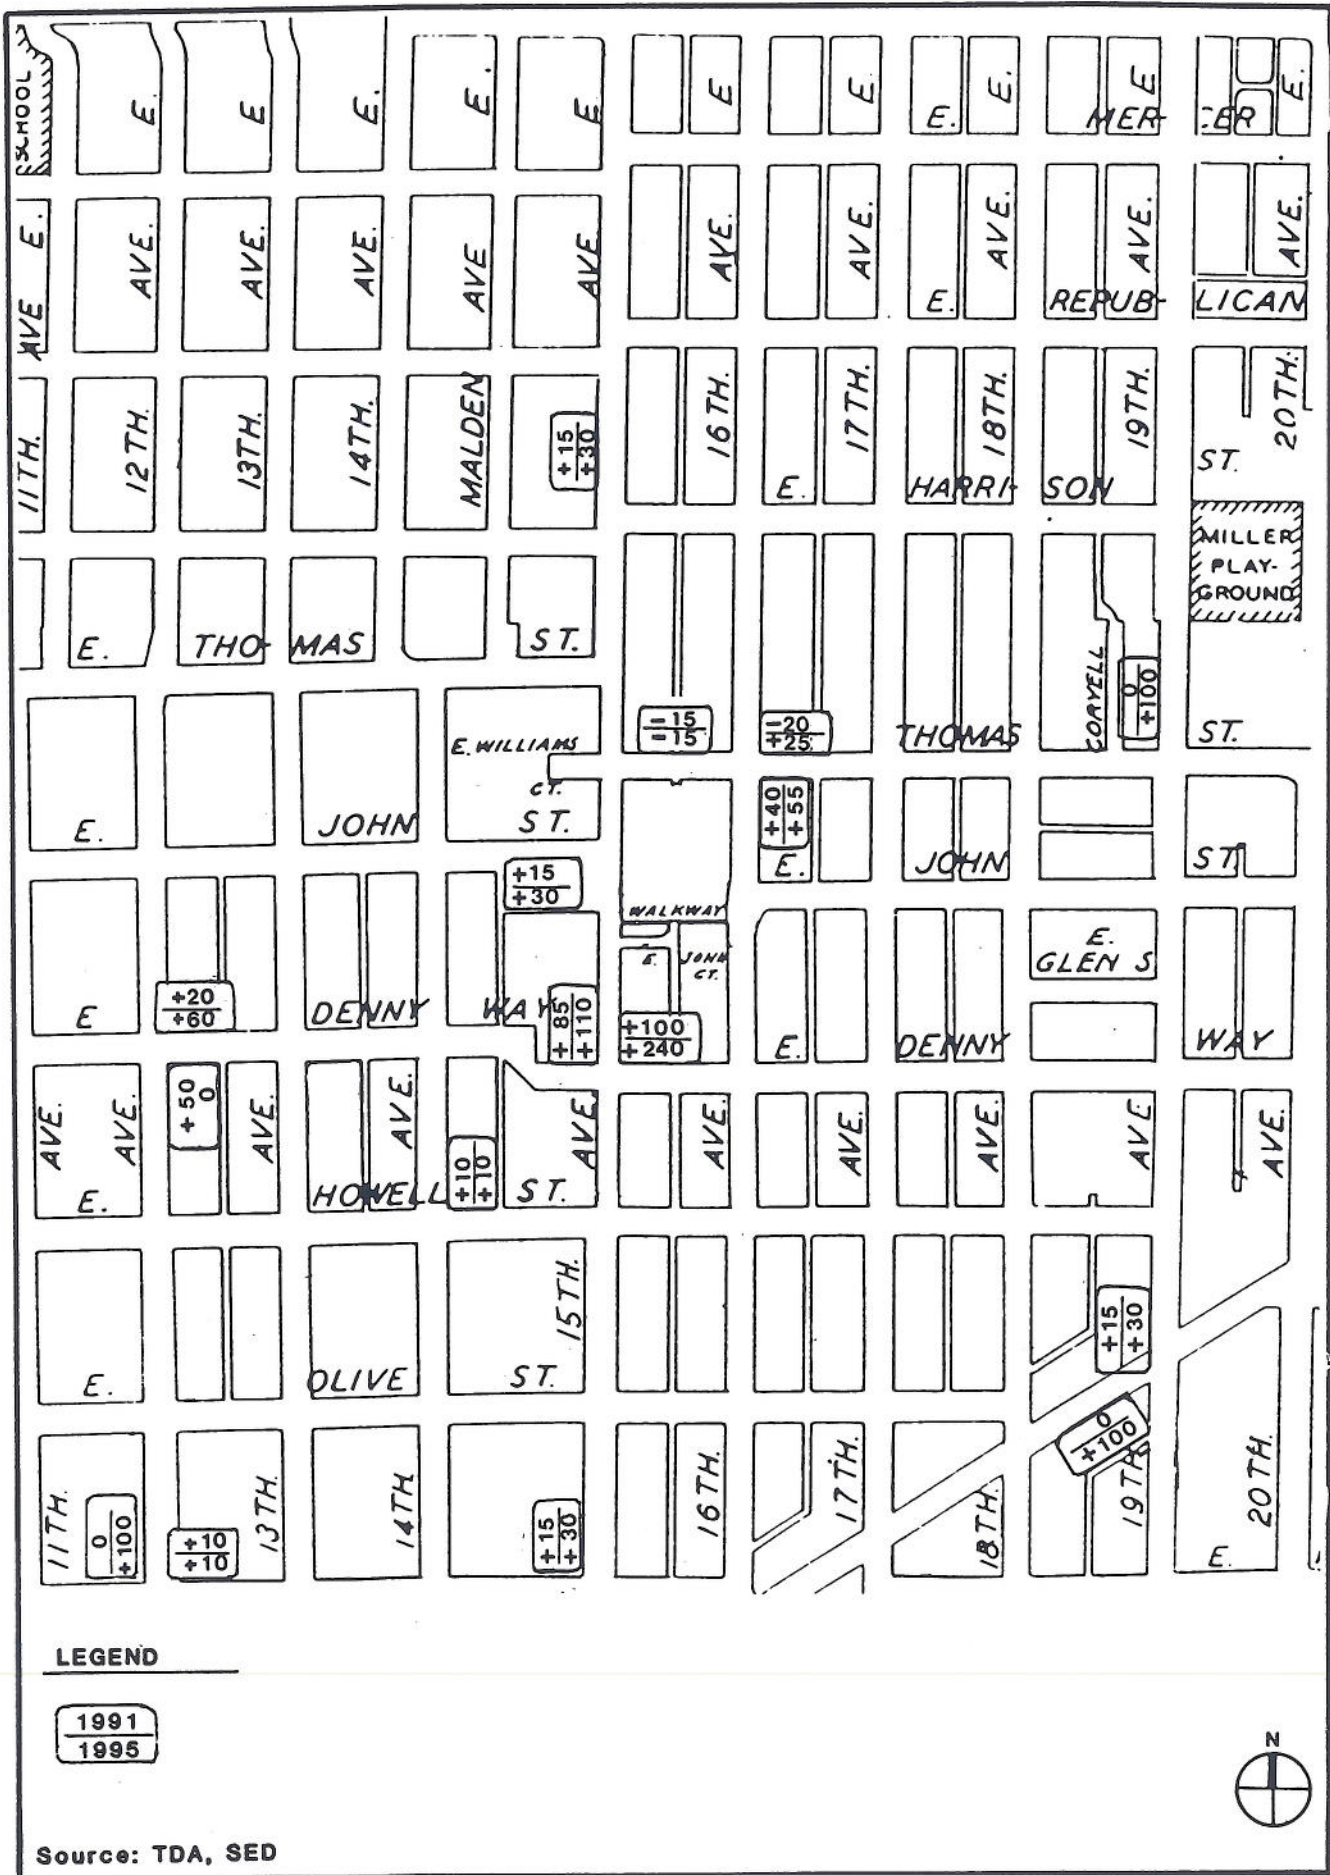 SCHOOL
E.
E
E.
E.
E
E
E.
E.
E.
E
E.
E.
MER-
CER
AVE E.
AVE.
AVE.
AVE.
AVE
AVE.
AVE.
AVE.
AVE.
AVE.
AVE.
E.
REPUB-
LICAN
11TH.
12TH.
13TH.
14TH.
MALDEN
+15
+30
16TH.
17TH.
18TH.
19TH.
20TH.
E.
HARRI-
SON
ST.
MILLER
PLAY-
GROUND
E.
THO-
MAS
ST.
CORYELL
0
+100
-15
-15
-20
+25
THOMAS
ST.
E. WILLIAMS
CT.
E.
JOHN
ST.
+40
+55
E.
JOHN
ST.
+15
+30
WALKWAY
E.
JOHN
CT.
E.
GLEN S
+20
+60
E
DENNY
WAY
+85
+110
+100
+240
E.
DENNY
WAY
AVE.
AVE.
+50
0
AVE.
AVE.
+10
+10
AVE
AVE.
AVE.
AVE.
AVE
AVE.
E.
HOWELL
ST.
15TH.
+15
+30
E.
OLIVE
ST.
0
+100
11TH.
0
+100
+10
+10
13TH.
14TH
+15
+30
16TH.
17TH.
18TH.
19TH.
20TH.
E.
LEGEND
1991
1995
N
Source: TDA, SED